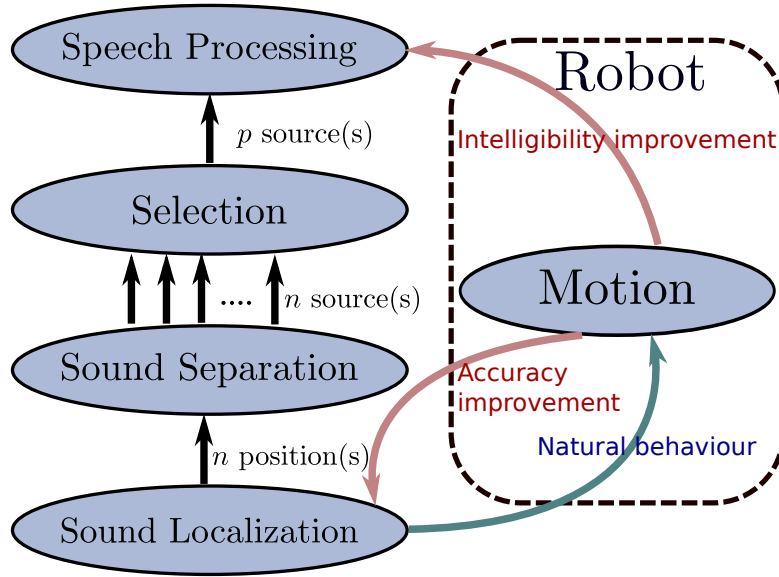 Speech Processing
Robot
p source(s)
Intelligibility improvement
Selection
....
n source(s)
Motion
Sound Separation
Accuracy
improvement
n position(s)
Natural behaviour
Sound Localization